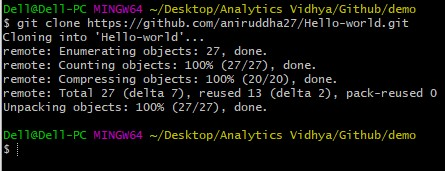 Dell@Dell-PC MINGW64 ~/Desktop/Analytics Vidhya/Github/demo
$ git clone https://github.com/aniruddha27/Hello-world.git
Cloning into 'Hello-world'...
remote: Enumerating objects: 27, done.
remote: Counting objects: 100% (27/27), done.
remote: Compressing objects: 100% (20/20), done.
remote: Total 27 (delta 7), reused 13 (delta 2), pack-reused 0
Unpacking objects: 100% (27/27), done.
Dell@Dell-PC MINGW64 ~/Desktop/Analytics Vidhya/Github/demo
$